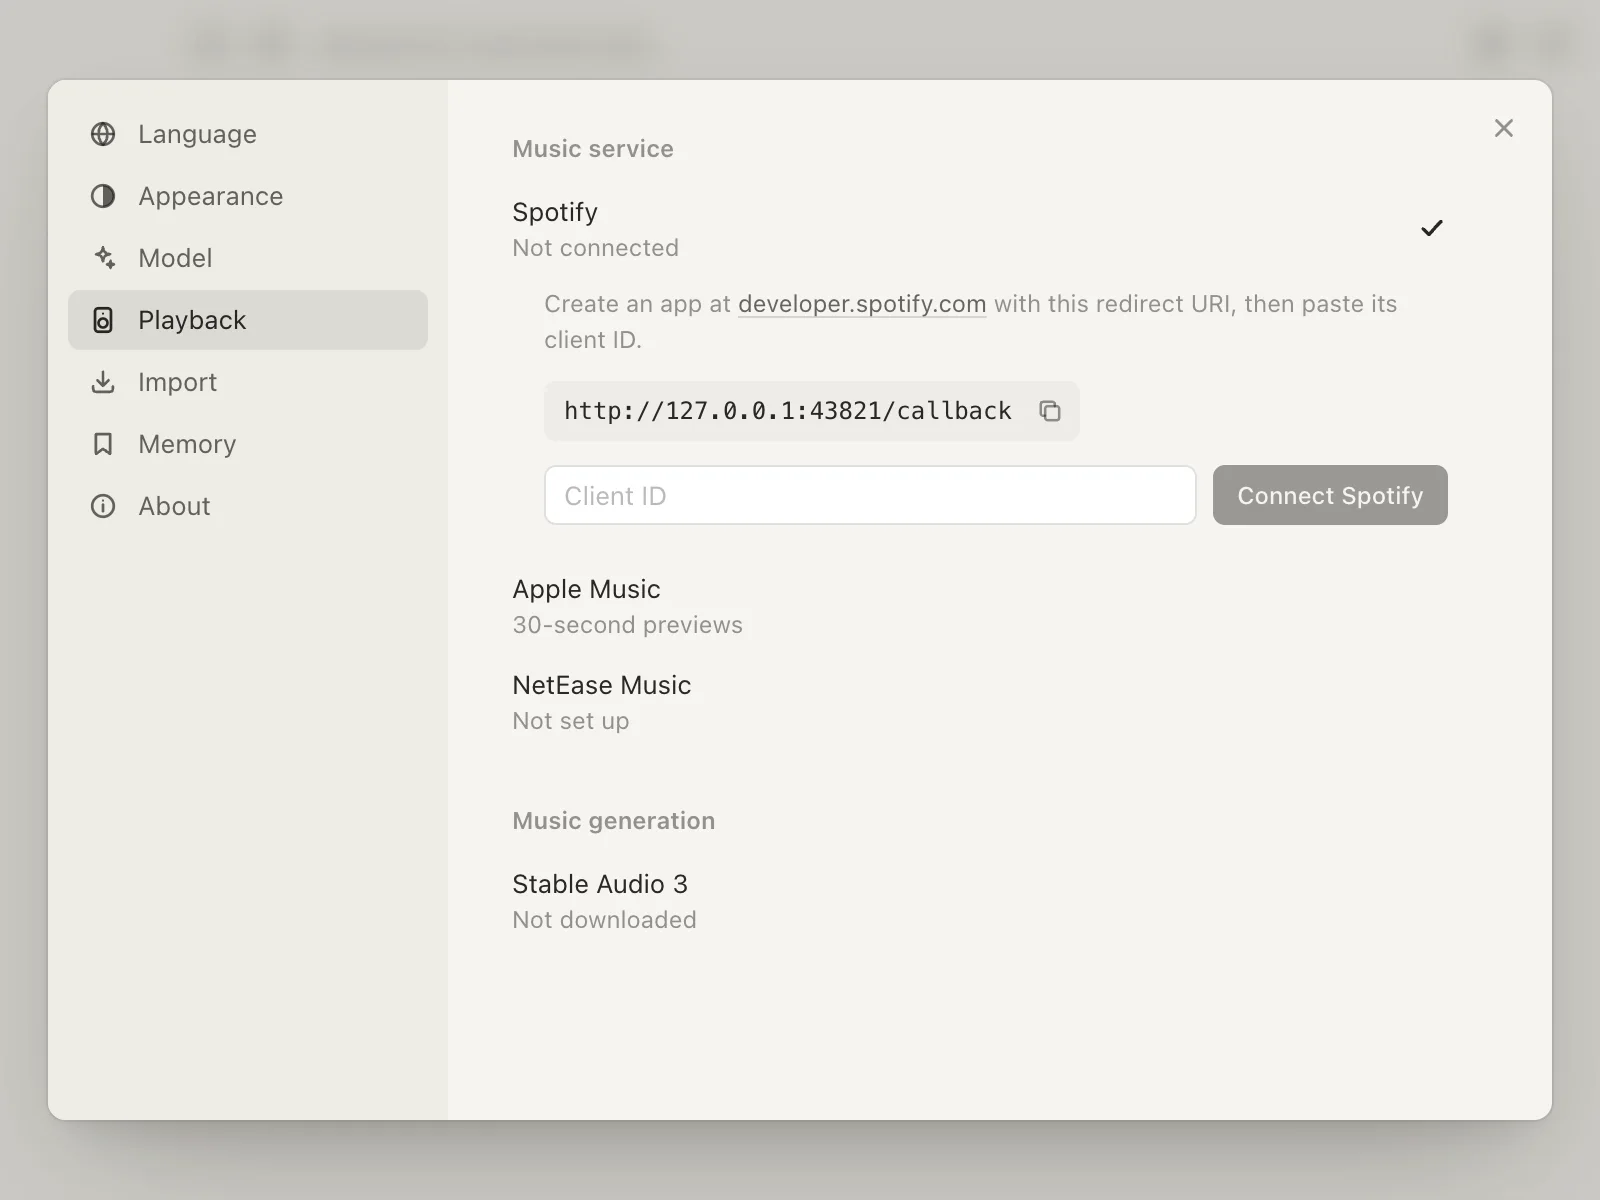 Language
Appearance
Model
Playback
Import
Memory
About
Music service
Spotify
Not connected
Create an app at developer.spotify.com with this redirect URI, then paste its
client ID.
http://127.0.0.1:43821/callback
Client ID
Connect Spotify
Apple Music
30-second previews
NetEase Music
Not set up
Music generation
Stable Audio 3
Not downloaded